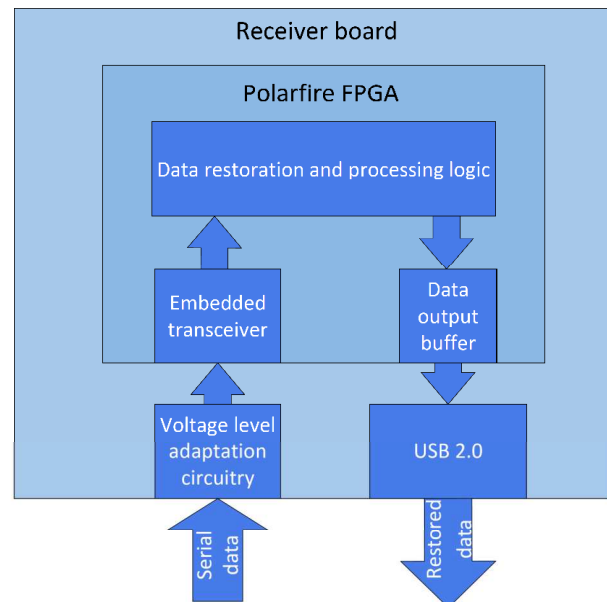 Receiver board
Polarfire FPGA
Data restoration and processing logic
Embedded
transceiver
Data
output
buffer
Voltage level
adaptation
circuitry
USB 2.0
Serial
data
Restored
data